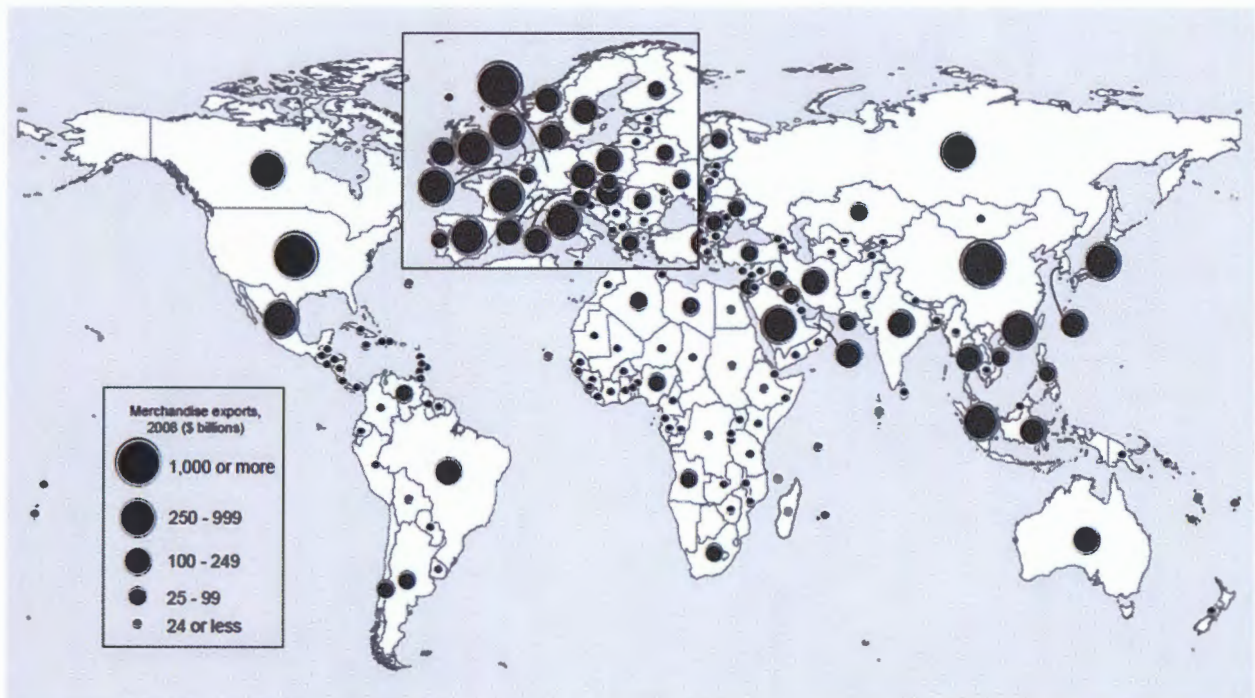 Merchandise exports,
2008 ($ billions)
1,000 or more
250 - 999
100 - 249
25 - 99
24 or less